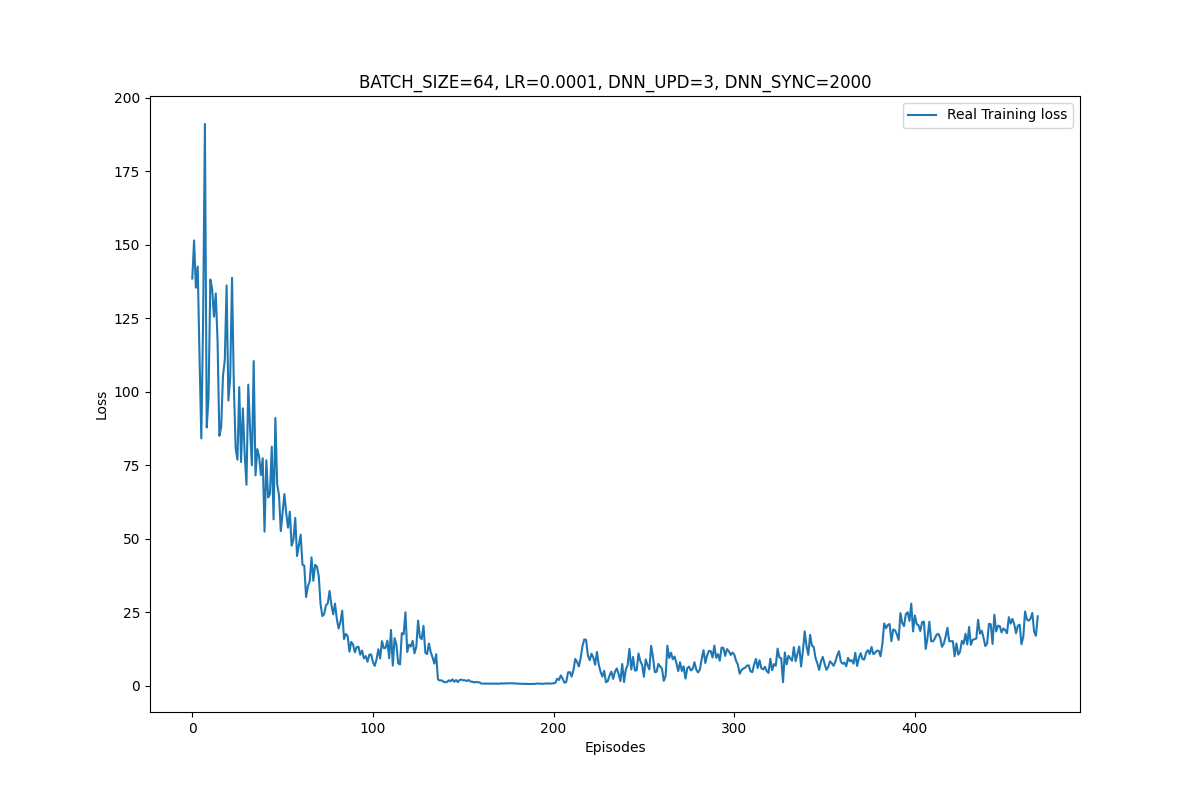 BATCH_SIZE=64, LR=0.0001, DNN_UPD=3, DNN_SYNC=2000
Real Training loss
200
175
150
125
100
75
50
25
0
Loss
0 100 200 300 400
Episodes